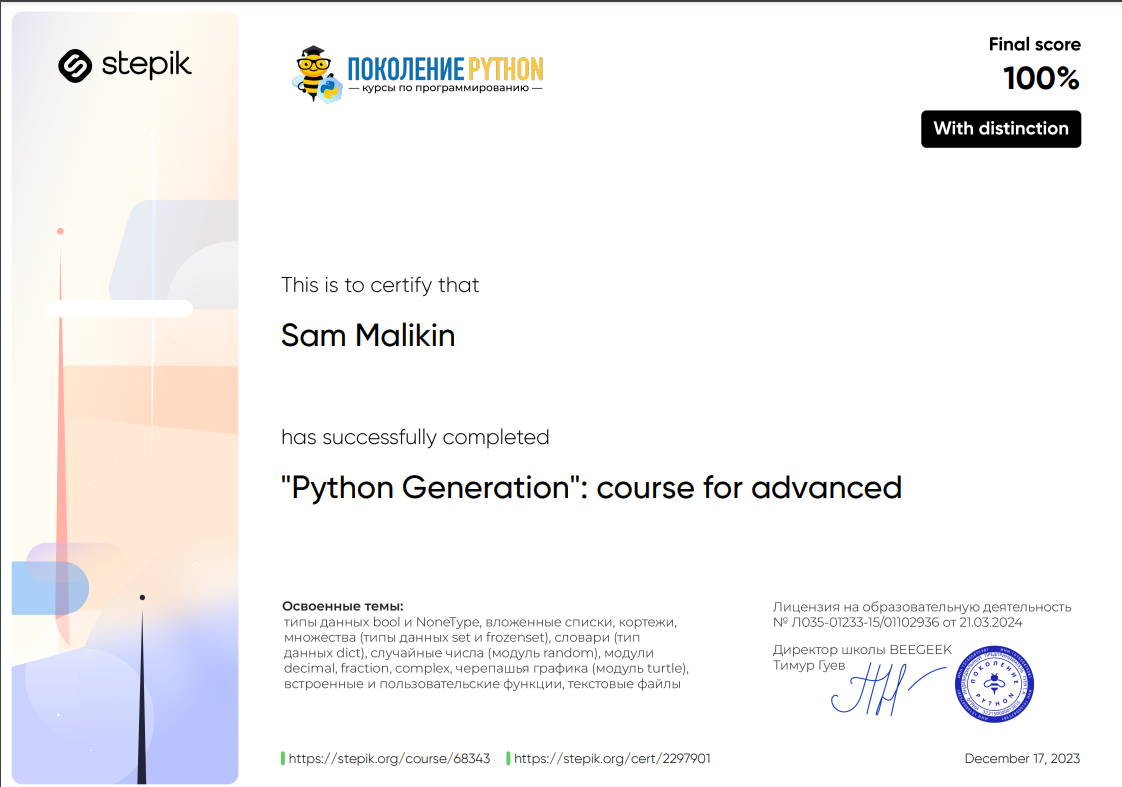 stepik
ПОКОЛЕНИЕ PYTHON
— курсы по программированию —
Final score
100%
With distinction
This is to certify that
Sam Malikin
has successfully completed
"Python Generation": course for advanced
Освоенные темы:
типы данных bool и NoneType, вложенные списки, кортежи,
множества (типы данных set и frozenset), словари (тип
данных dict), случайные числа (модуль random), модули
decimal, fraction, complex, черепашья графика (модуль turtle),
встроенные и пользовательские функции, текстовые файлы
Лицензия на образовательную деятельность
№ Л035-01233-15/01102936 от 21.03.2024
Директор школы BEEGEEK
Тимур Гуев
ПОКОЛЕНИЕ
PYTHON
https://stepik.org/course/68343
https://stepik.org/cert/2297901
December 17, 2023